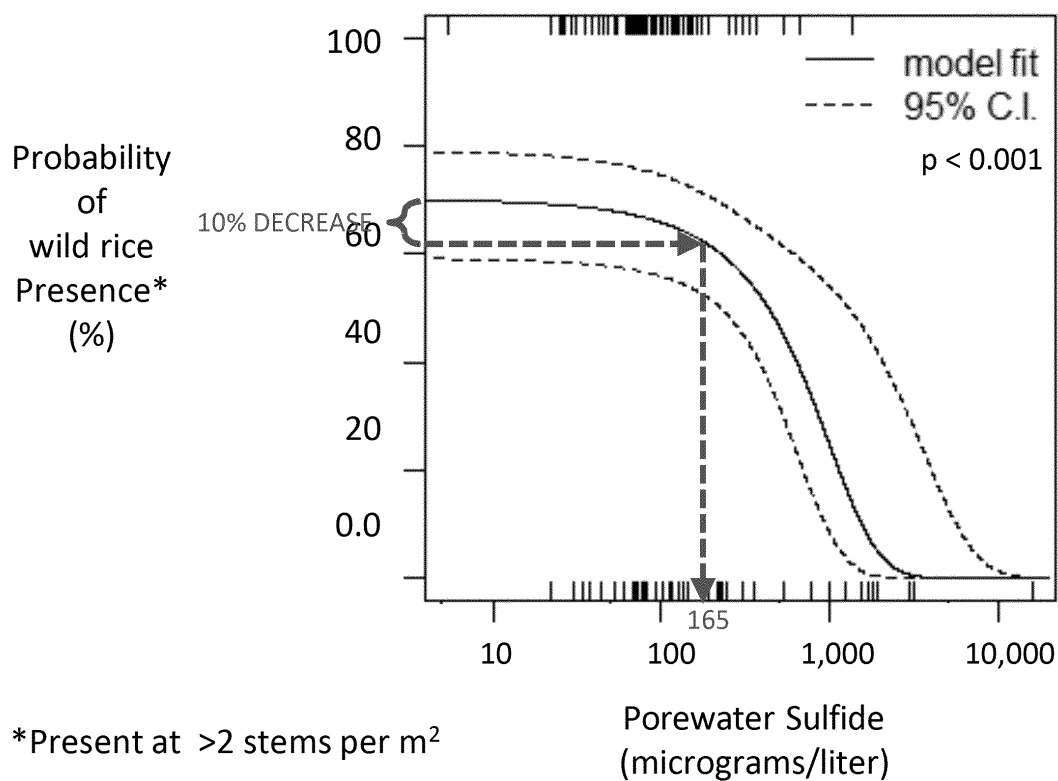 100
80
60
40
20
0.0
Probability
of
wild rice
Presence*
(%)
10% DECREASE
model fit
95% C.I.
p < 0.001
165
10
100
1,000
10,000
Porewater Sulfide
(micrograms/liter)
*Present at >2 stems per m²